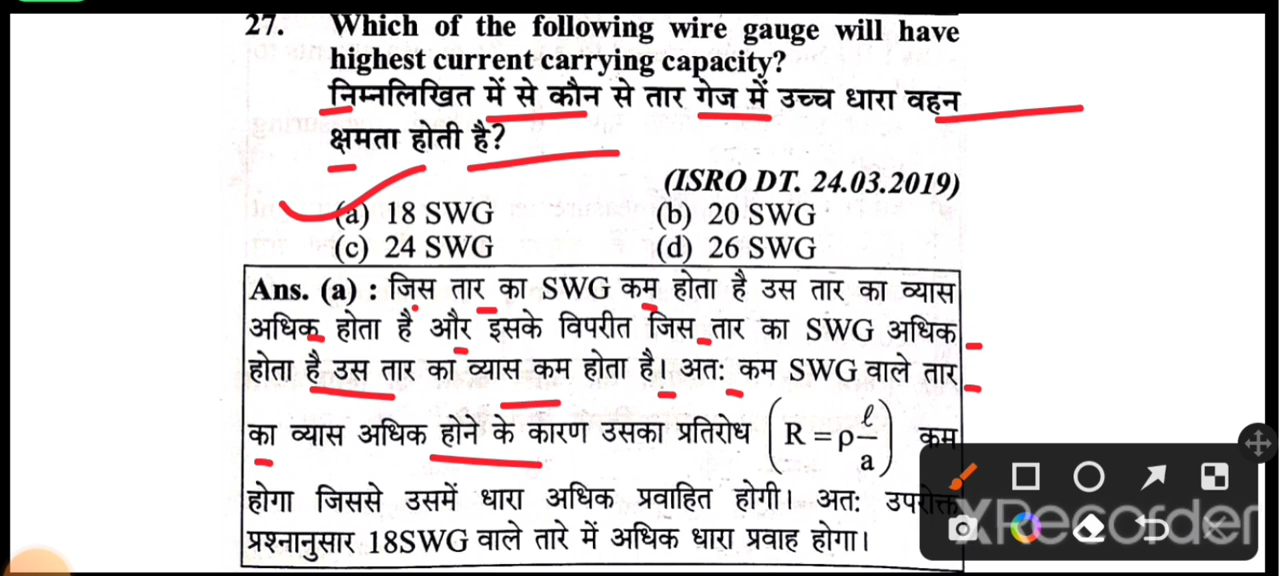 27. Which of the following wire gauge will have
highest current carrying capacity?
निम्नलिखित में से कौन से तार गेज में उच्च धारा वहन
क्षमता होती है?
(ISRO DT. 24.03.2019)
(a) 18 SWG (b) 20 SWG
(c) 24 SWG (d) 26 SWG
Ans. (a) : जिस तार का SWG कम होता है उस तार का व्यास
अधिक होता है और इसके विपरीत जिस तार का SWG अधिक
होता है उस तार का व्यास कम होता है। अत: कम SWG वाले तार
का व्यास अधिक होने के कारण उसका प्रतिरोध (R = ρ ℓ/a) कम
होगा जिससे उसमें धारा अधिक प्रवाहित होगी। अत: उपरोक्त
प्रश्नानुसार 18SWG वाले तारे में अधिक धारा प्रवाह होगा।
XRecorder